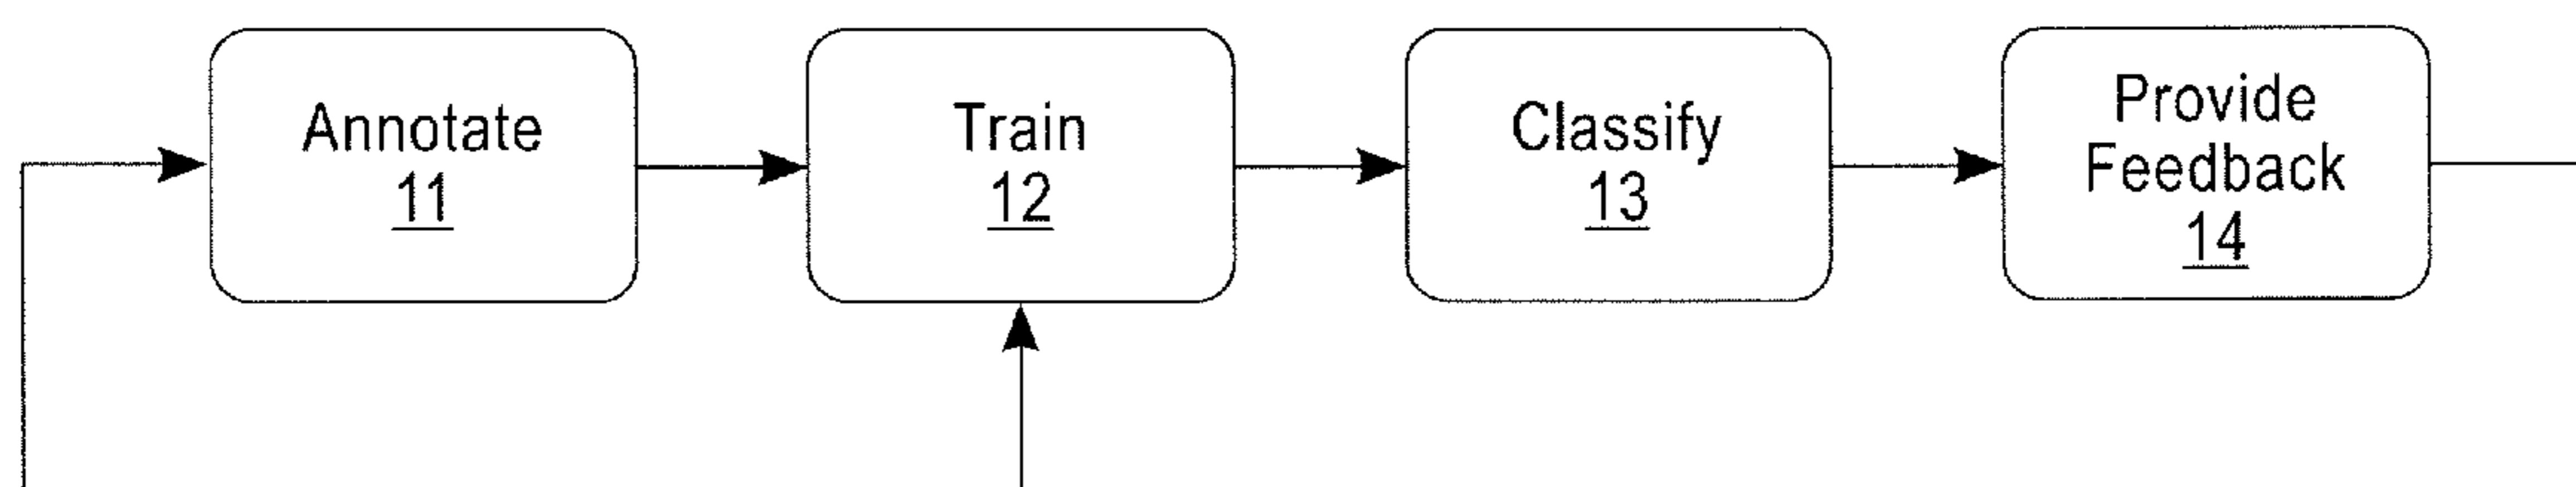 Annotate
11
Train
12
Classify
13
Provide
Feedback
14